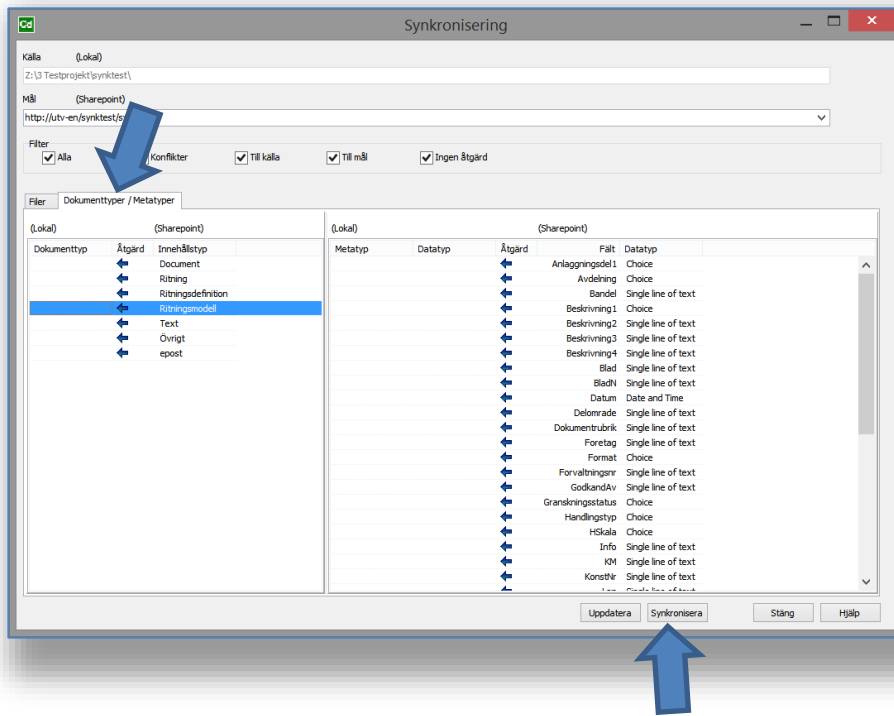 Cd Synkronisering
Källa (Lokal)
Z:\3 Testprojekt\synktest\
Mål (Sharepoint)
http://utv-en/synktest/sy
Filter
Alla Konflikter Till källa Till mål Ingen åtgärd
Filer Dokumenttyper / Metatyper
(Lokal) (Sharepoint) (Lokal) (Sharepoint)
Dokumenttyp Åtgärd Innehållstyp Metatyp Datatyp Åtgärd Fält Datatyp
Document Anlaggningsdel1 Choice
Ritning Avdelning Choice
Ritningsdefinition Bandel Single line of text
Ritningsmodell Beskrivning1 Choice
Text Beskrivning2 Single line of text
Övrigt Beskrivning3 Single line of text
epost Beskrivning4 Single line of text
Blad Single line of text
BladN Single line of text
Datum Date and Time
Delomrade Single line of text
Dokumentrubrik Single line of text
Foretag Single line of text
Format Choice
Forvaltningsnr Single line of text
GodkandAv Single line of text
Granskningsstatus Choice
Handlingstyp Choice
HSkala Choice
Info Single line of text
KM Single line of text
KonstNr Single line of text
Uppdatera Synkronisera Stäng Hjälp